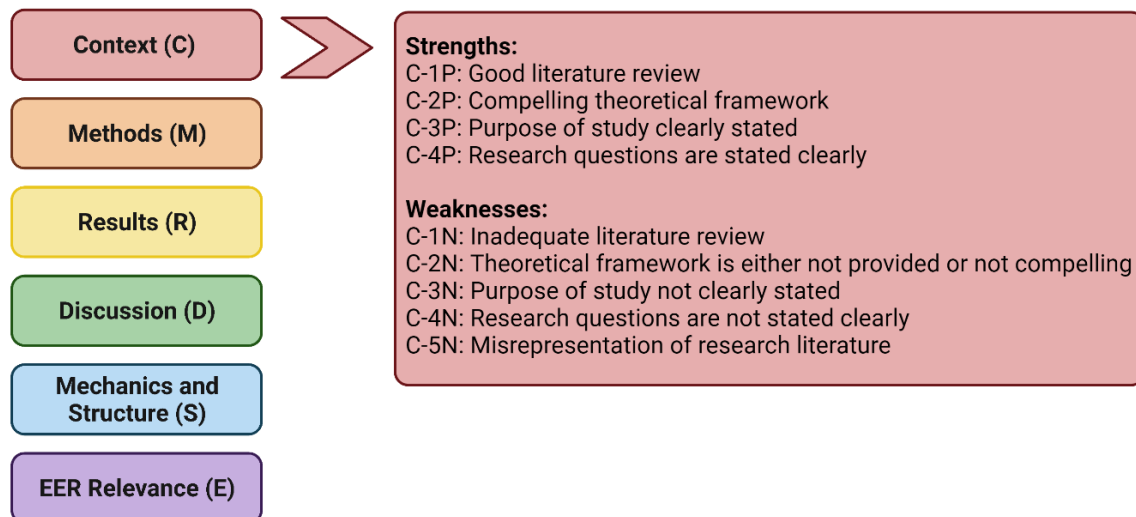 Context (C)
Methods (M)
Results (R)
Discussion (D)
Mechanics and
Structure (S)
EER Relevance (E)
Strengths:
C-1P: Good literature review
C-2P: Compelling theoretical framework
C-3P: Purpose of study clearly stated
C-4P: Research questions are stated clearly
Weaknesses:
C-1N: Inadequate literature review
C-2N: Theoretical framework is either not provided or not compelling
C-3N: Purpose of study not clearly stated
C-4N: Research questions are not stated clearly
C-5N: Misrepresentation of research literature